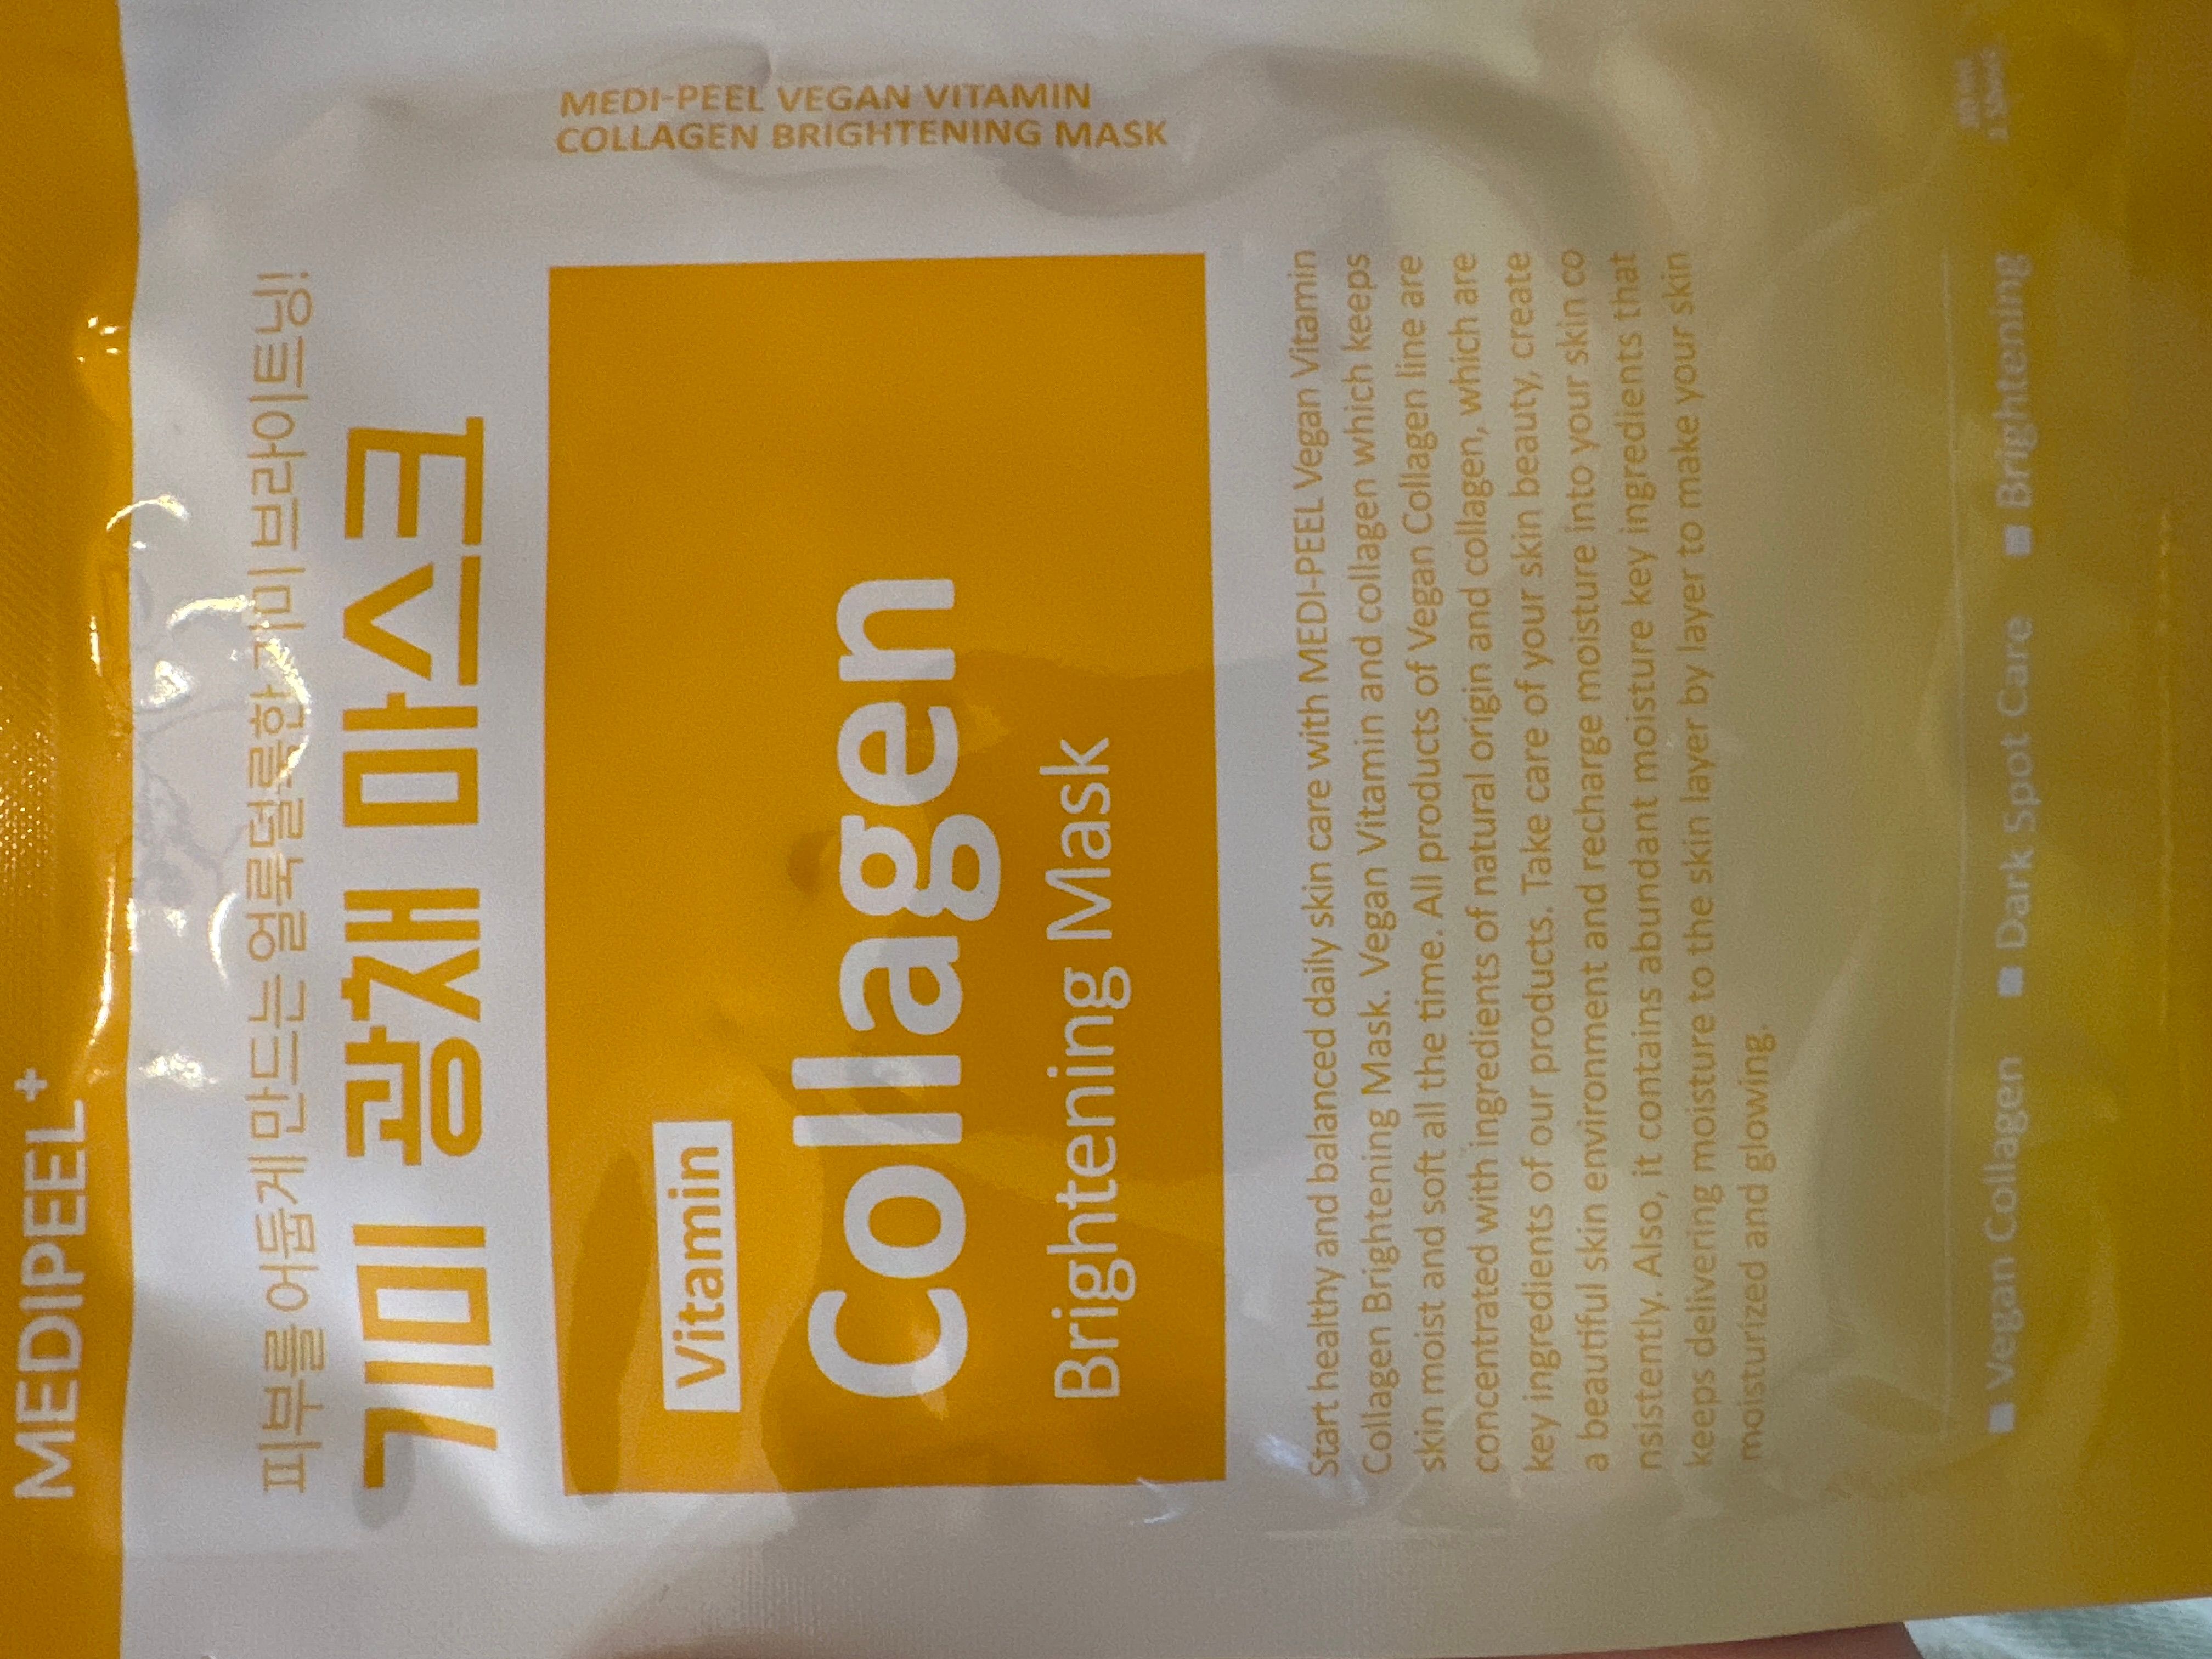 MEDIPEEL+
피부를 어둡게 만드는 얼룩덜룩한 기미 브라이트닝!
기미 광채 마스크
MEDI-PEEL VEGAN VITAMIN
COLLAGEN BRIGHTENING MASK
Vitamin
Collagen
Brightening Mask
Start healthy and balanced daily skin care with MEDI-PEEL Vegan Vitamin
Collagen Brightening Mask. Vegan Vitamin and collagen which keeps
skin moist and soft all the time. All products of Vegan Collagen line are
concentrated with ingredients of natural origin and collagen, which are
key ingredients of our products. Take care of your skin beauty, create
a beautiful skin environment and recharge moisture into your skin co
nsistently. Also, it contains abundant moisture key ingredients that
keeps delivering moisture to the skin layer by layer to make your skin
moisturized and glowing.
■ Vegan Collagen ■ Dark Spot Care ■ Brightening